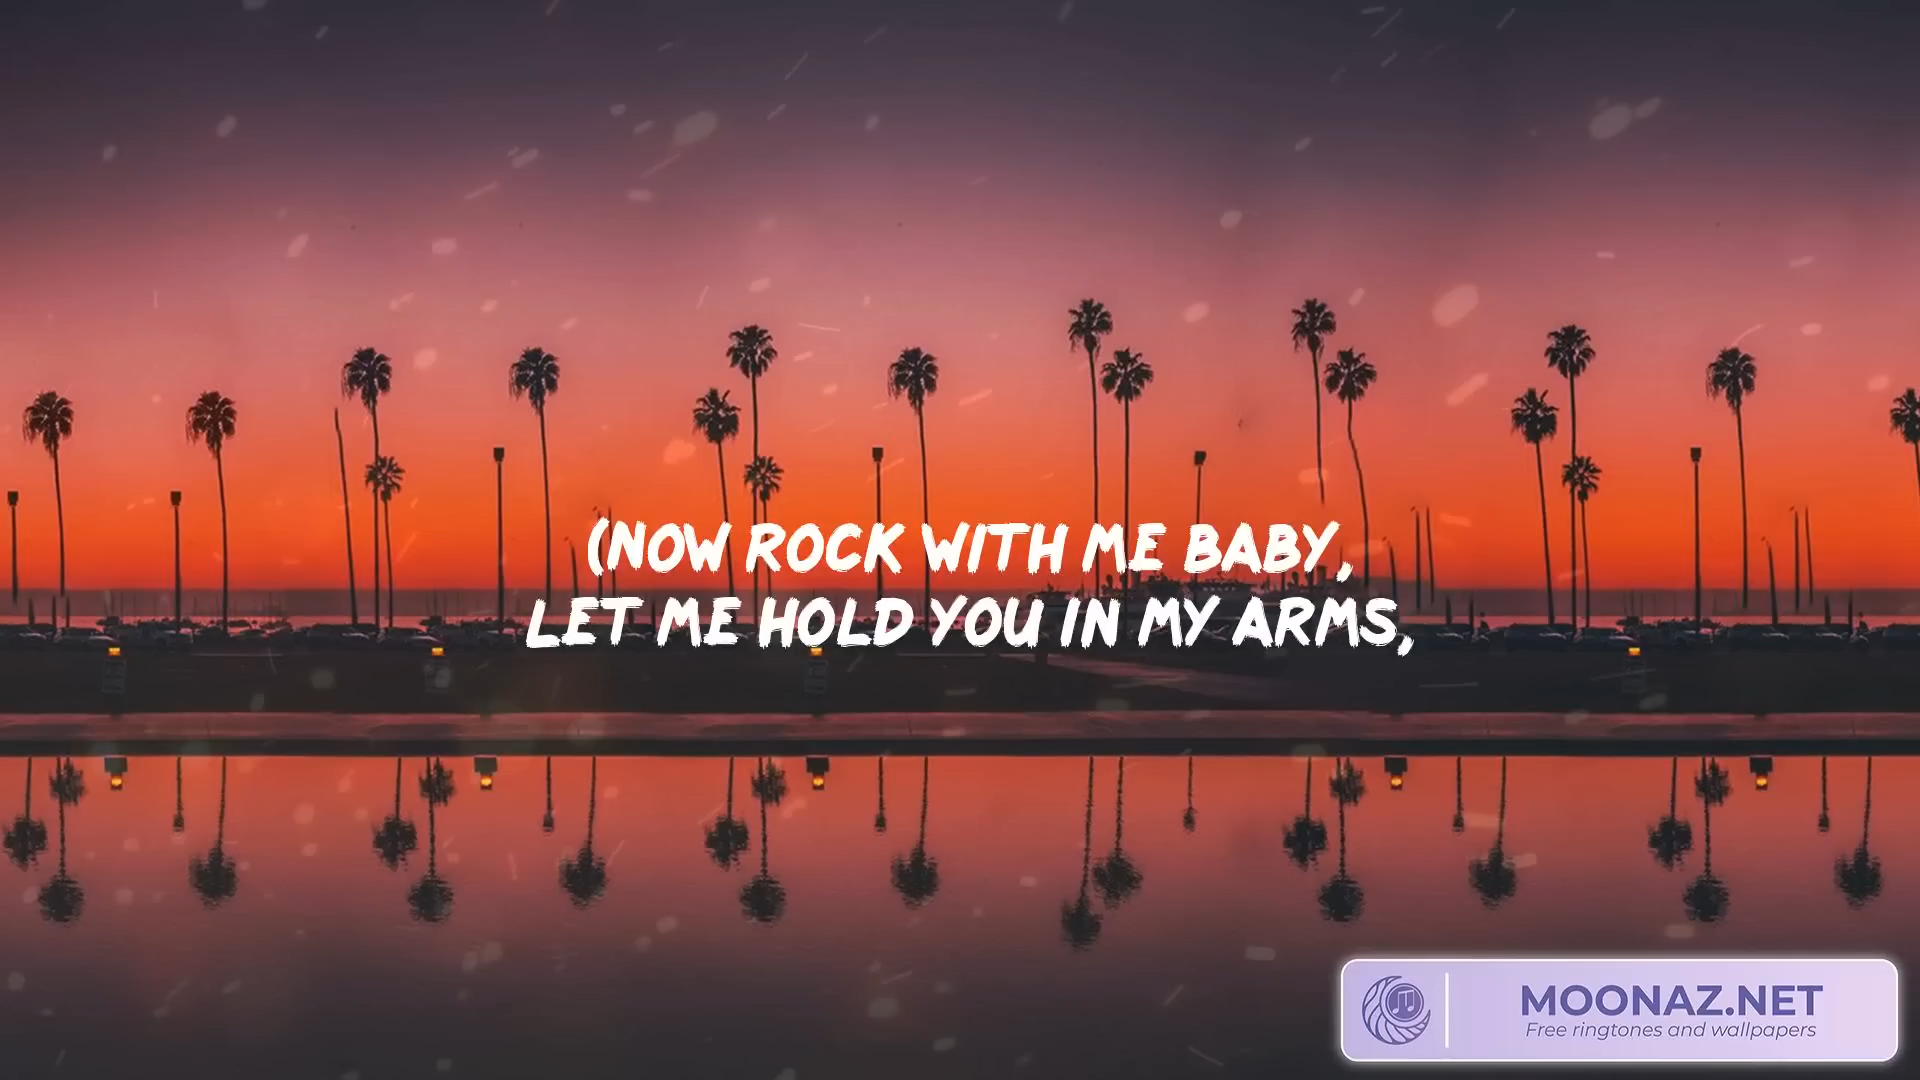 (NOW ROCK WITH ME BABY,
LET ME HOLD YOU IN MY ARMS,
MOONAZ.NET
Free ringtones and wallpapers